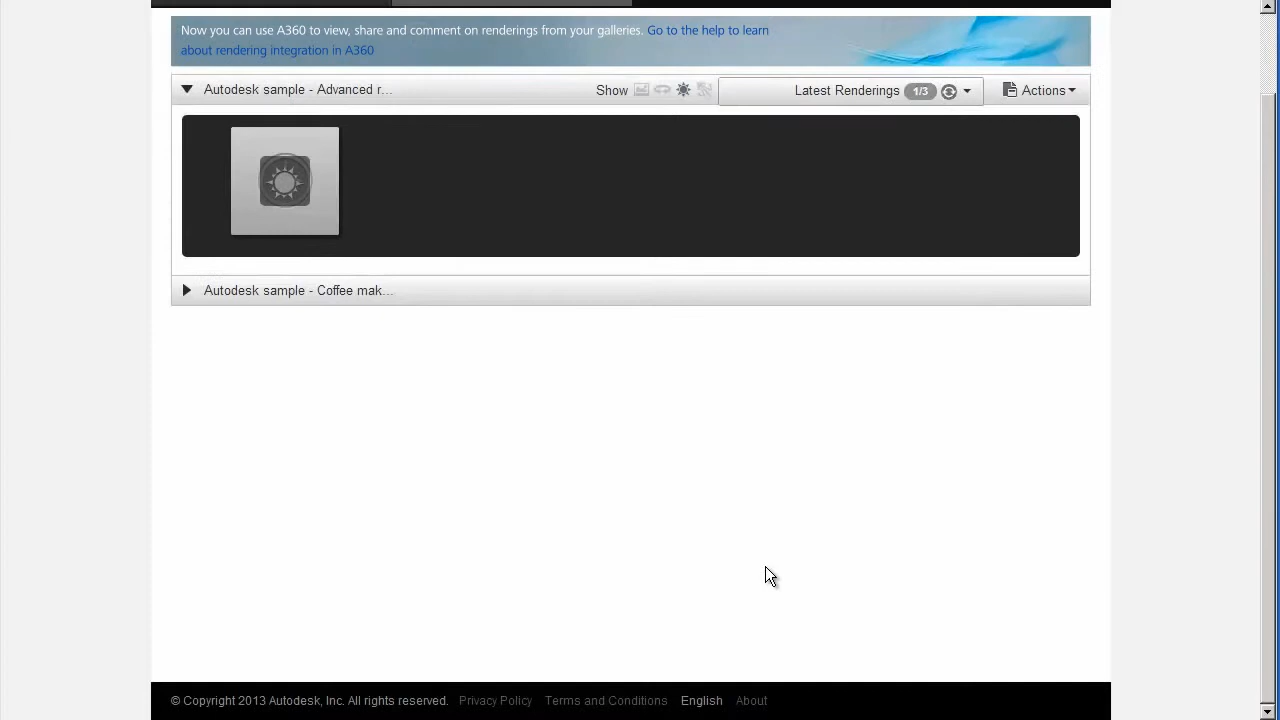 Now you can use A360 to view, share and comment on renderings from your galleries. Go to the help to learn
about rendering integration in A360
Autodesk sample - Advanced r... Show Latest Renderings 1/3 Actions
Autodesk sample - Coffee mak...
© Copyright 2013 Autodesk, Inc. All rights reserved. Privacy Policy Terms and Conditions English About